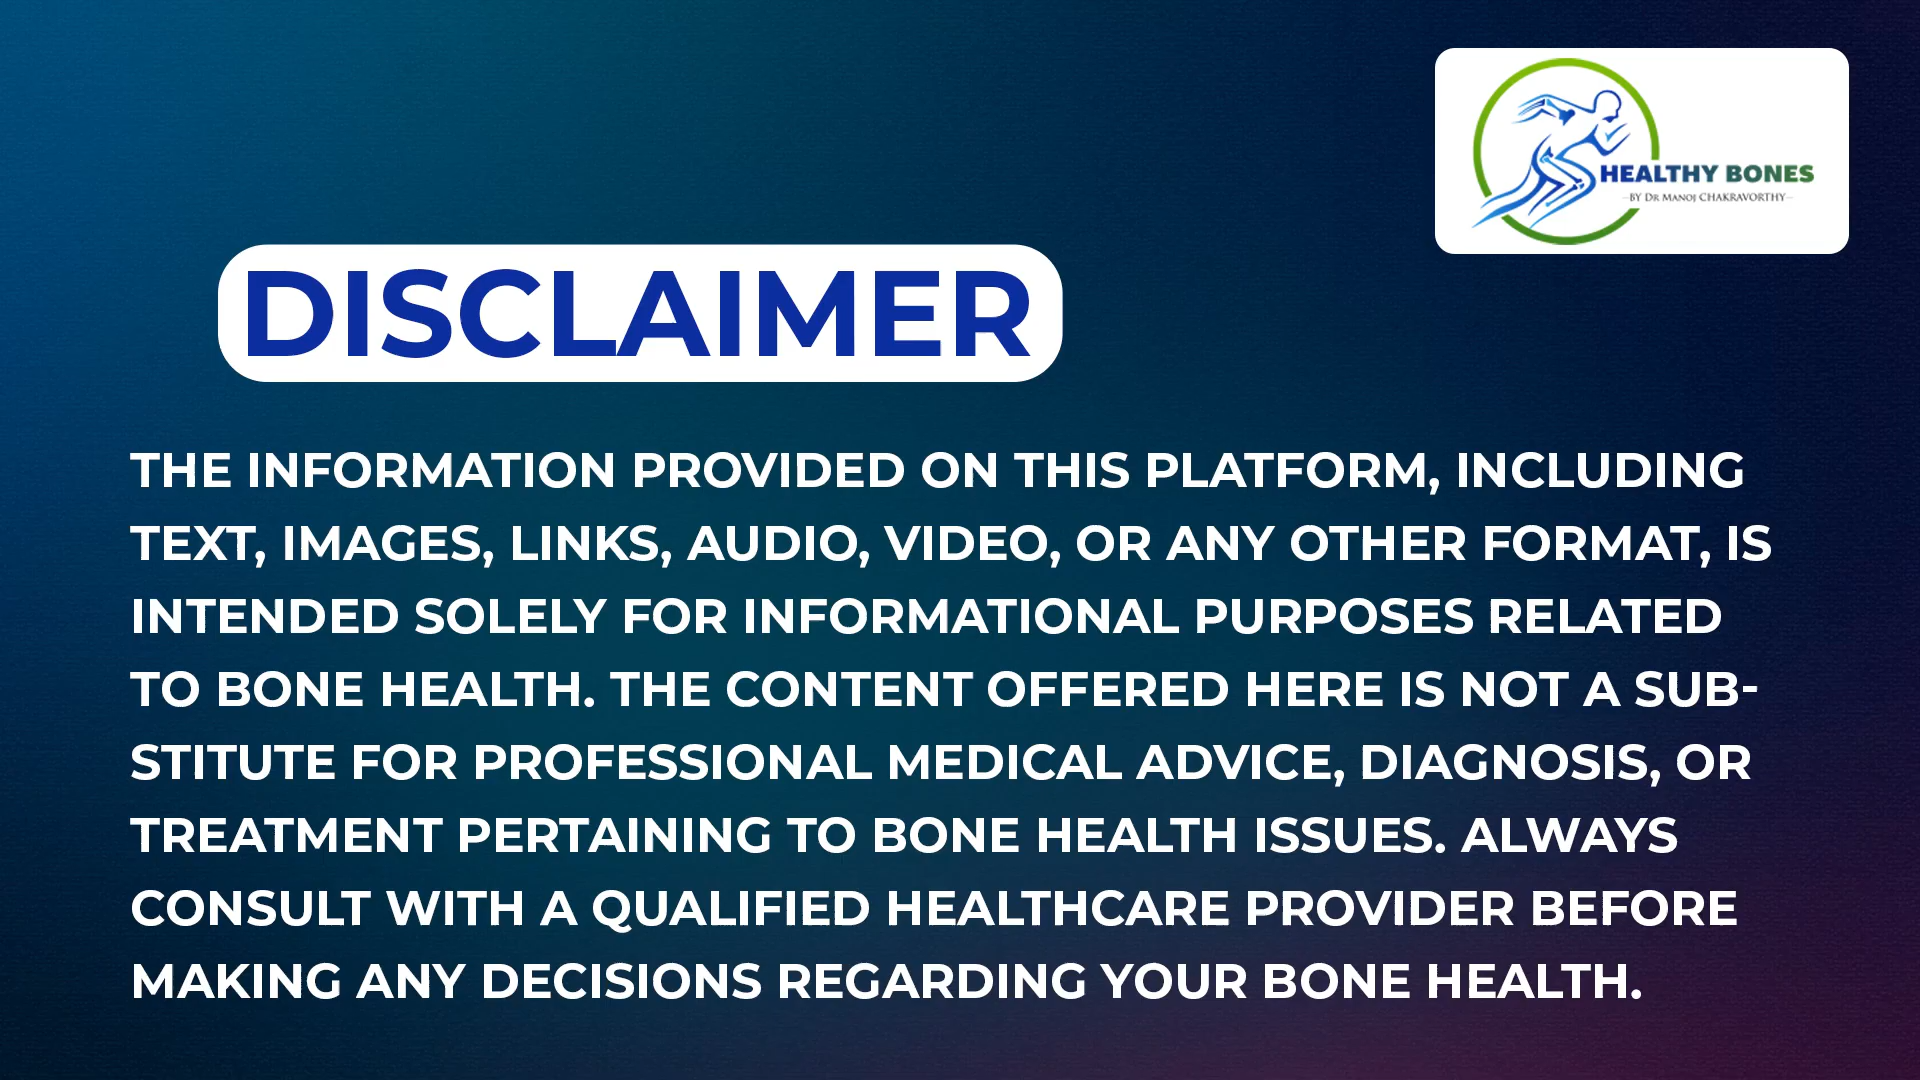 HEALTHY BONES
BY DR MANOJ CHAKRAVORTHY
DISCLAIMER
THE INFORMATION PROVIDED ON THIS PLATFORM, INCLUDING
TEXT, IMAGES, LINKS, AUDIO, VIDEO, OR ANY OTHER FORMAT, IS
INTENDED SOLELY FOR INFORMATIONAL PURPOSES RELATED
TO BONE HEALTH. THE CONTENT OFFERED HERE IS NOT A SUB-
STITUTE FOR PROFESSIONAL MEDICAL ADVICE, DIAGNOSIS, OR
TREATMENT PERTAINING TO BONE HEALTH ISSUES. ALWAYS
CONSULT WITH A QUALIFIED HEALTHCARE PROVIDER BEFORE
MAKING ANY DECISIONS REGARDING YOUR BONE HEALTH.